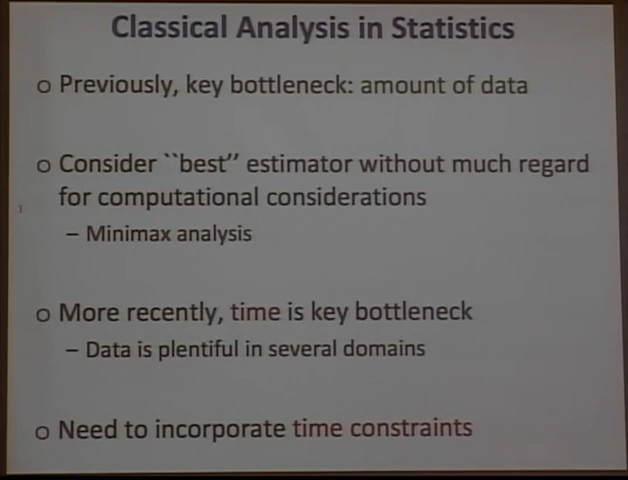 Classical Analysis in Statistics
o Previously, key bottleneck: amount of data
o Consider ``best'' estimator without much regard
for computational considerations
– Minimax analysis
o More recently, time is key bottleneck
– Data is plentiful in several domains
o Need to incorporate time constraints